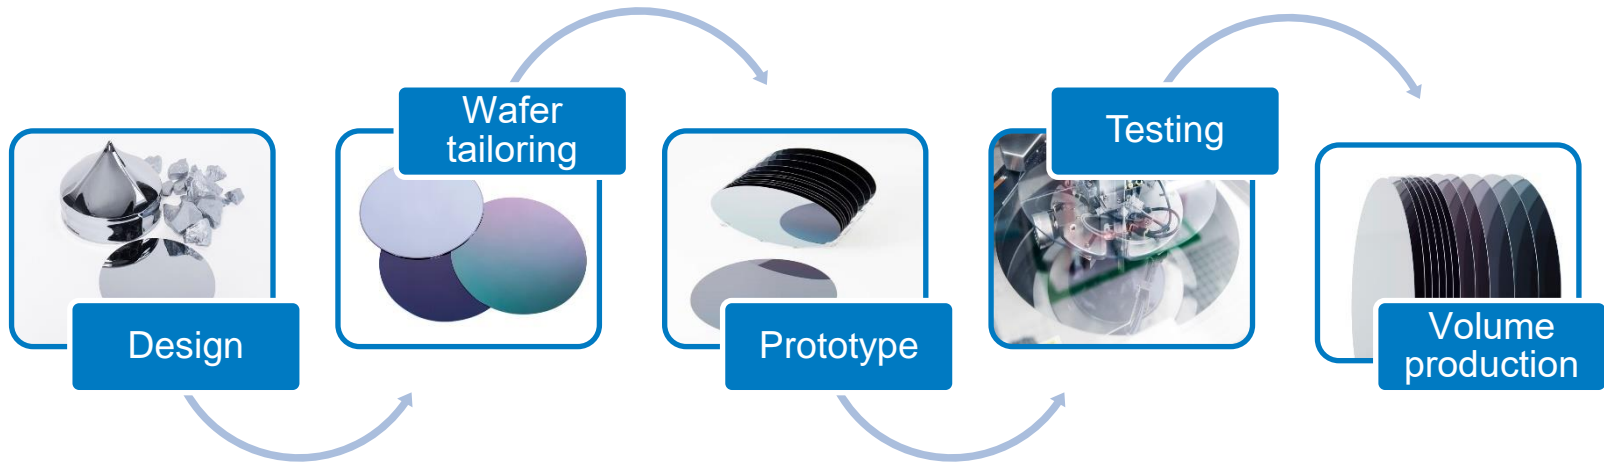 Design
Wafer
tailoring
Prototype
Testing
Volume
production